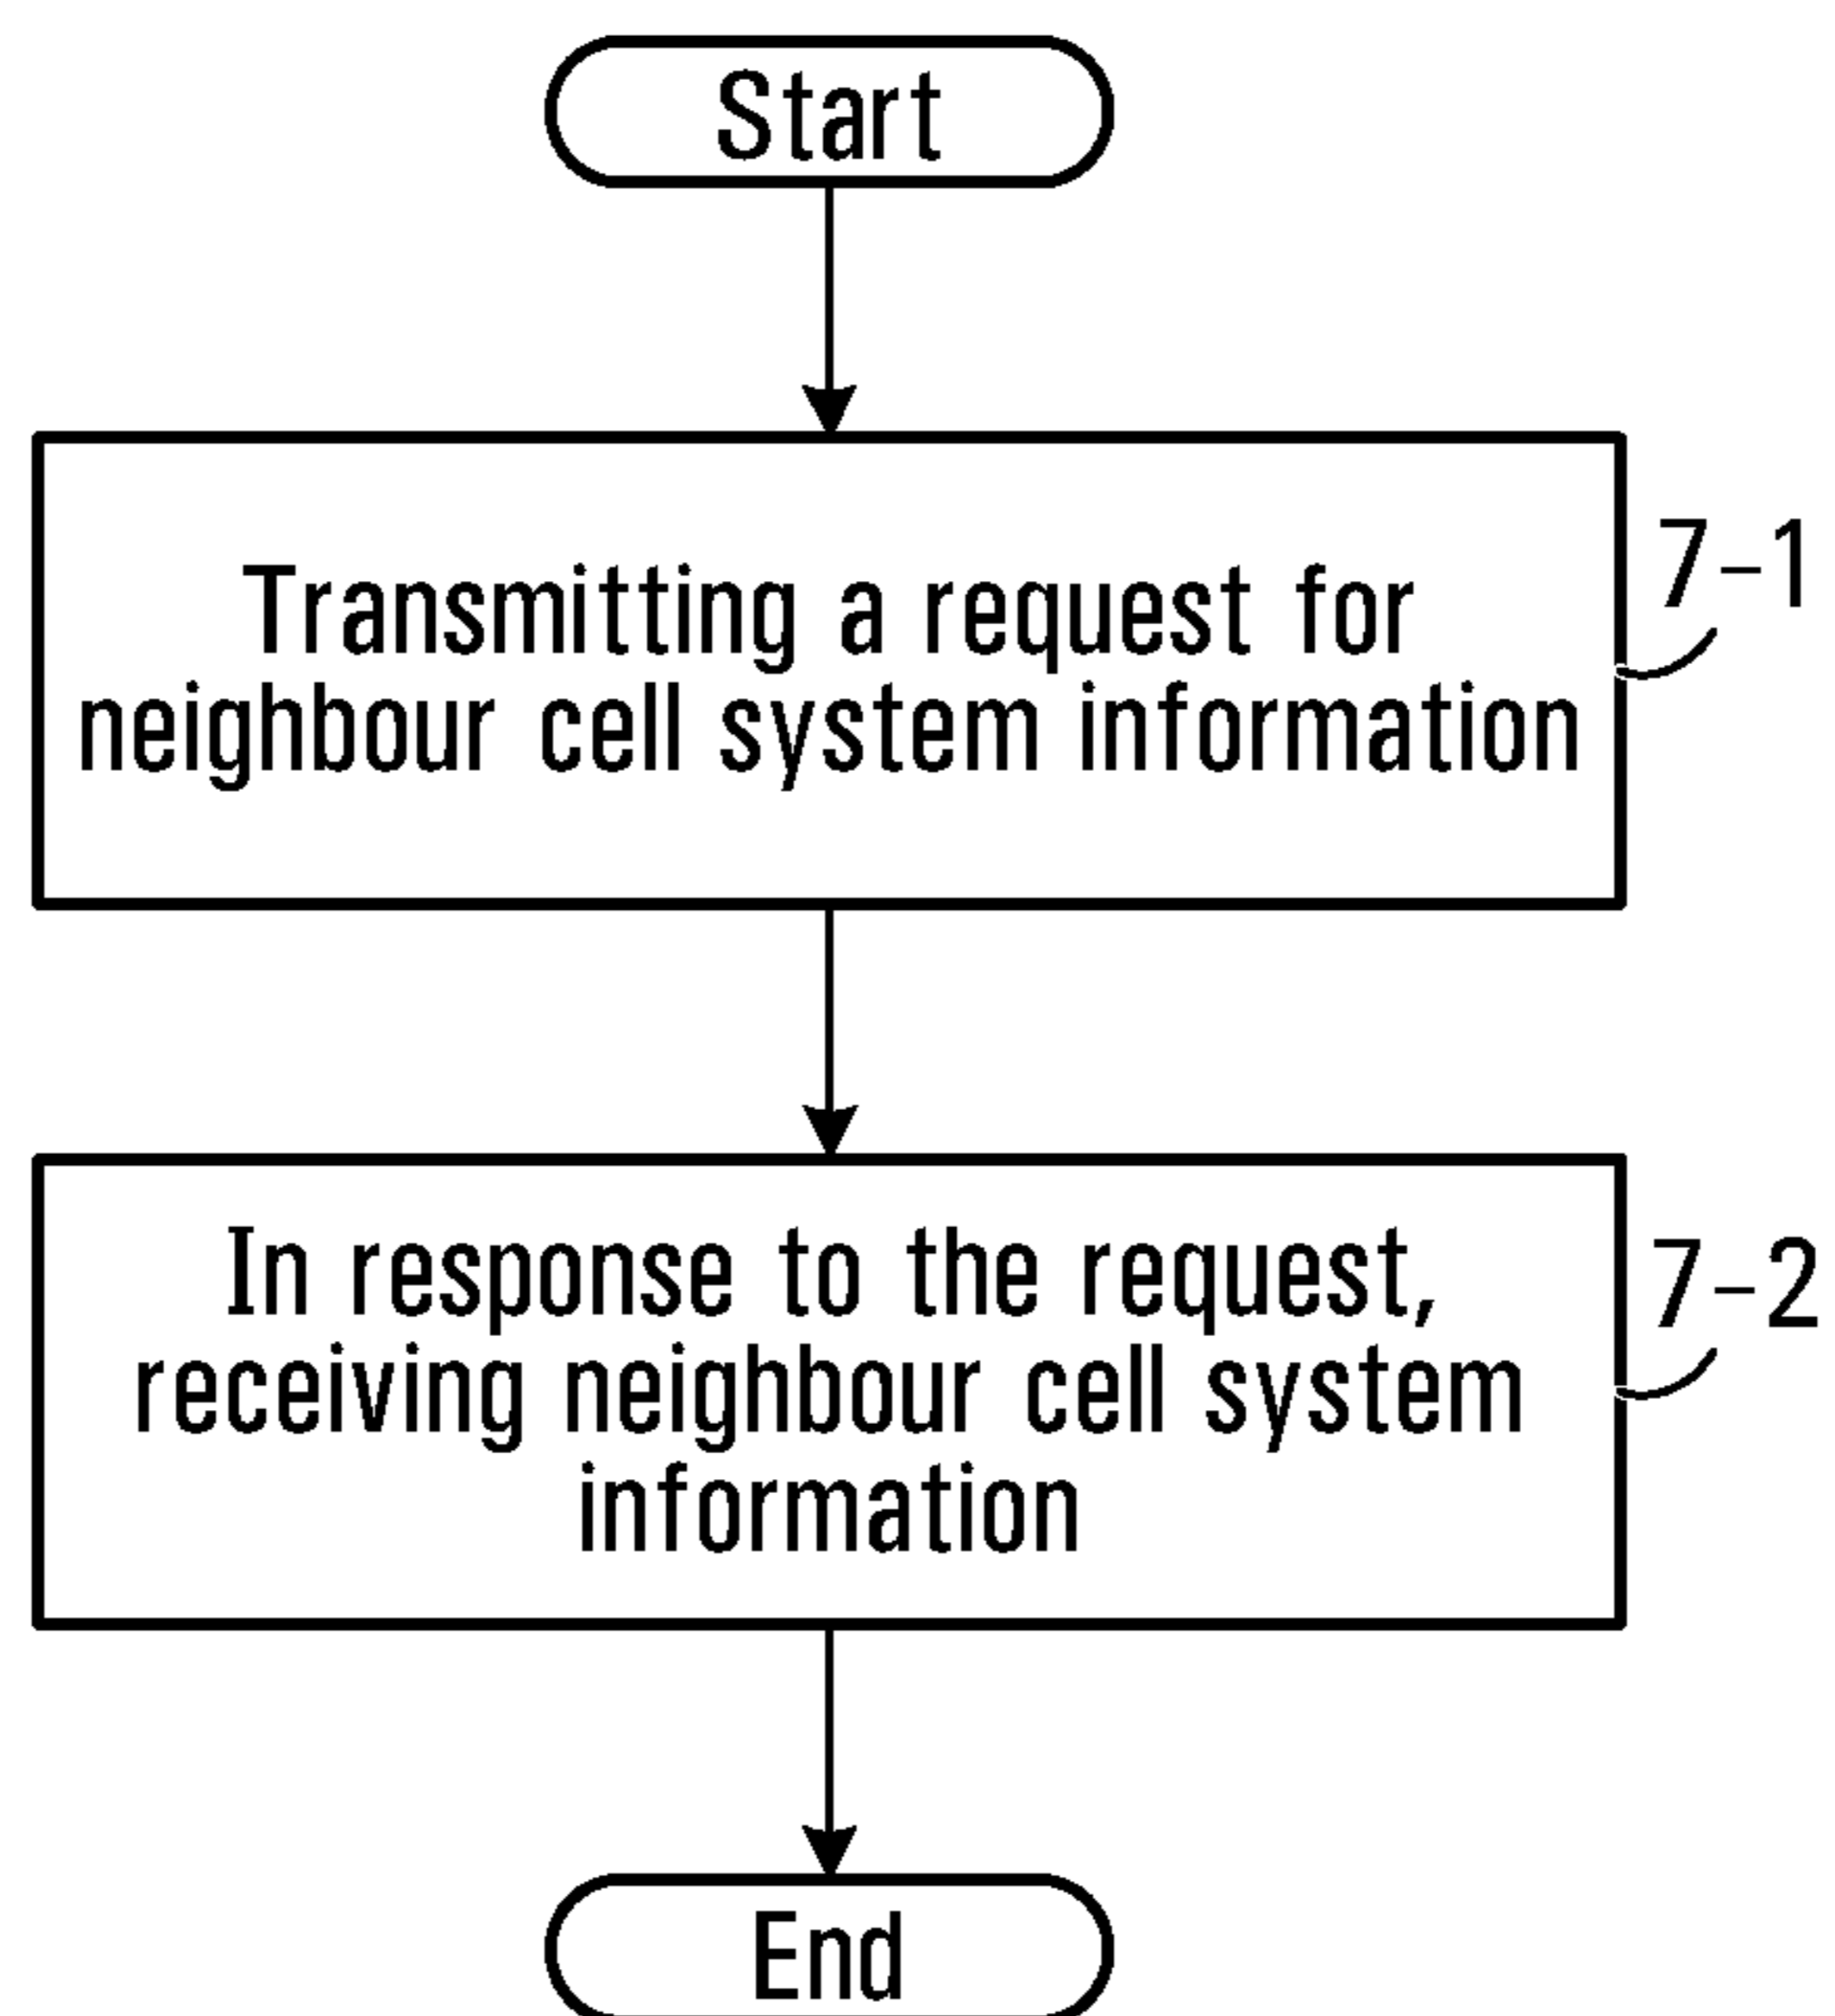 Start
Transmitting a request for
neighbour cell system information
7-1
In response to the request,
receiving neighbour cell system
information
7-2
End